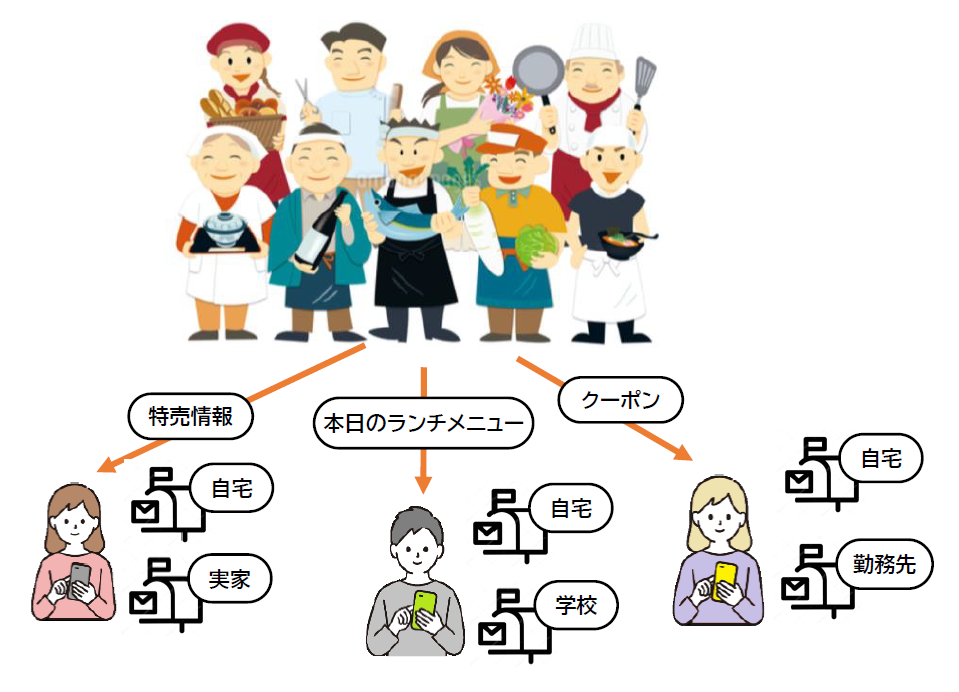 特売情報
本日のランチメニュー
クーポン
自宅
実家
自宅
学校
自宅
勤務先